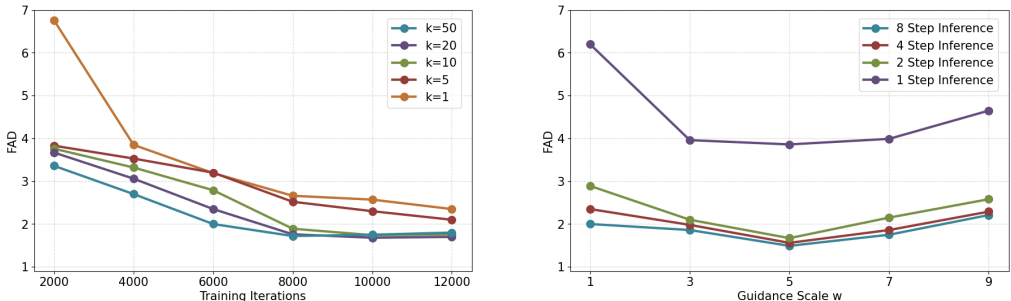 7
6
5
4
3
2
1
FAD
2000 4000 6000 8000 10000 12000
Training Iterations
k=50
k=20
k=10
k=5
k=1
7
6
5
4
3
2
1
FAD
1 3 5 7 9
Guidance Scale w
8 Step Inference
4 Step Inference
2 Step Inference
1 Step Inference